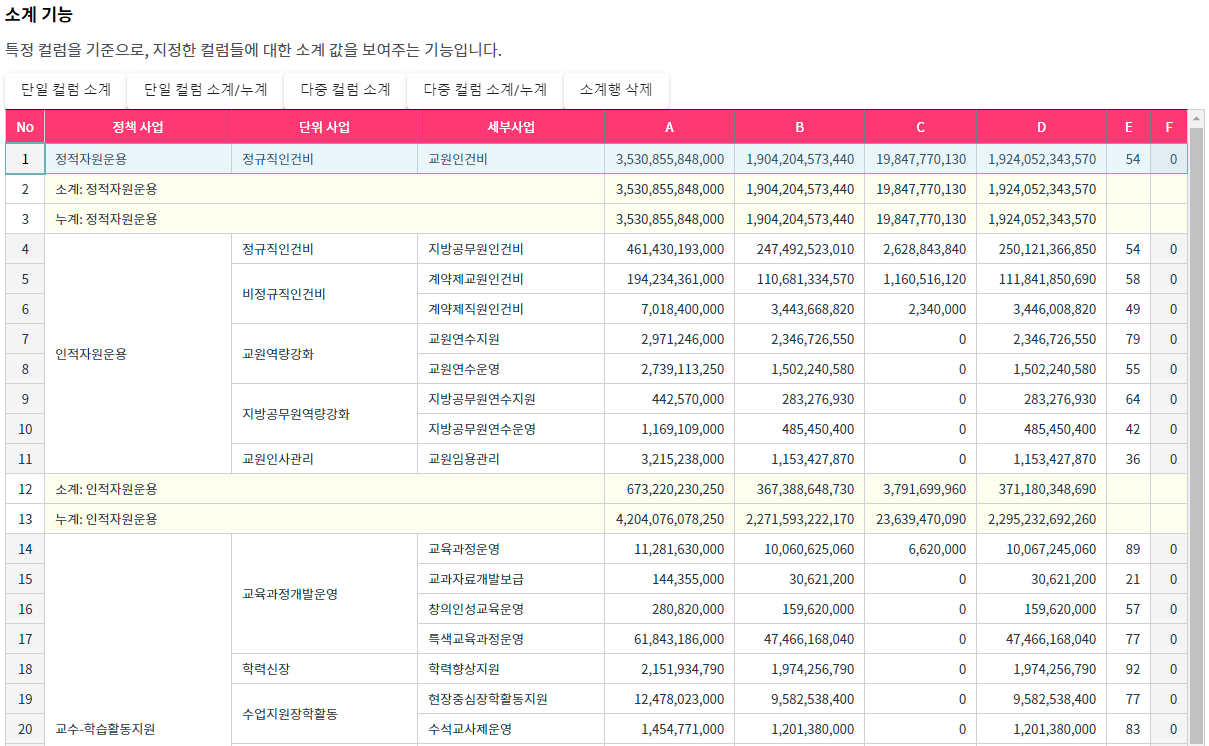 소계 기능
특정 컬럼을 기준으로, 지정한 컬럼들에 대한 소계 값을 보여주는 기능입니다.
단일 컬럼 소계 단일 컬럼 소계/누계 다중 컬럼 소계 다중 컬럼 소계/누계 소계행 삭제
No 정책 사업 단위 사업 세부사업 A B C D E F
1 정적자원운용 정규직인건비 교원인건비 3,530,855,848,000 1,904,204,573,440 19,847,770,130 1,924,052,343,570 54 0
2 소계: 정적자원운용 3,530,855,848,000 1,904,204,573,440 19,847,770,130 1,924,052,343,570
3 누계: 정적자원운용 3,530,855,848,000 1,904,204,573,440 19,847,770,130 1,924,052,343,570
4 정규직인건비 지방공무원인건비 461,430,193,000 247,492,523,010 2,628,843,840 250,121,366,850 54 0
5 비정규직인건비 계약제교원인건비 194,234,361,000 110,681,334,570 1,160,516,120 111,841,850,690 58 0
6 계약제직원인건비 7,018,400,000 3,443,668,820 2,340,000 3,446,008,820 49 0
7 인적자원운용 교원역량강화 교원연수지원 2,971,246,000 2,346,726,550 0 2,346,726,550 79 0
8 교원연수운영 2,739,113,250 1,502,240,580 0 1,502,240,580 55 0
9 지방공무원역량강화 지방공무원연수지원 442,570,000 283,276,930 0 283,276,930 64 0
10 지방공무원연수운영 1,169,109,000 485,450,400 0 485,450,400 42 0
11 교원인사관리 교원임용관리 3,215,238,000 1,153,427,870 0 1,153,427,870 36 0
12 소계: 인적자원운용 673,220,230,250 367,388,648,730 3,791,699,960 371,180,348,690
13 누계: 인적자원운용 4,204,076,078,250 2,271,593,222,170 23,639,470,090 2,295,232,692,260
14 교육과정개발운영 교육과정운영 11,281,630,000 10,060,625,060 6,620,000 10,067,245,060 89 0
15 교과자료개발보급 144,355,000 30,621,200 0 30,621,200 21 0
16 창의인성교육운영 280,820,000 159,620,000 0 159,620,000 57 0
17 특색교육과정운영 61,843,186,000 47,466,168,040 0 47,466,168,040 77 0
18 학력신장 학력향상지원 2,151,934,790 1,974,256,790 0 1,974,256,790 92 0
19 수업지원장학활동 현장중심장학활동지원 12,478,023,000 9,582,538,400 0 9,582,538,400 77 0
20 교수-학습활동지원 수석교사제운영 1,454,771,000 1,201,380,000 0 1,201,380,000 83 0